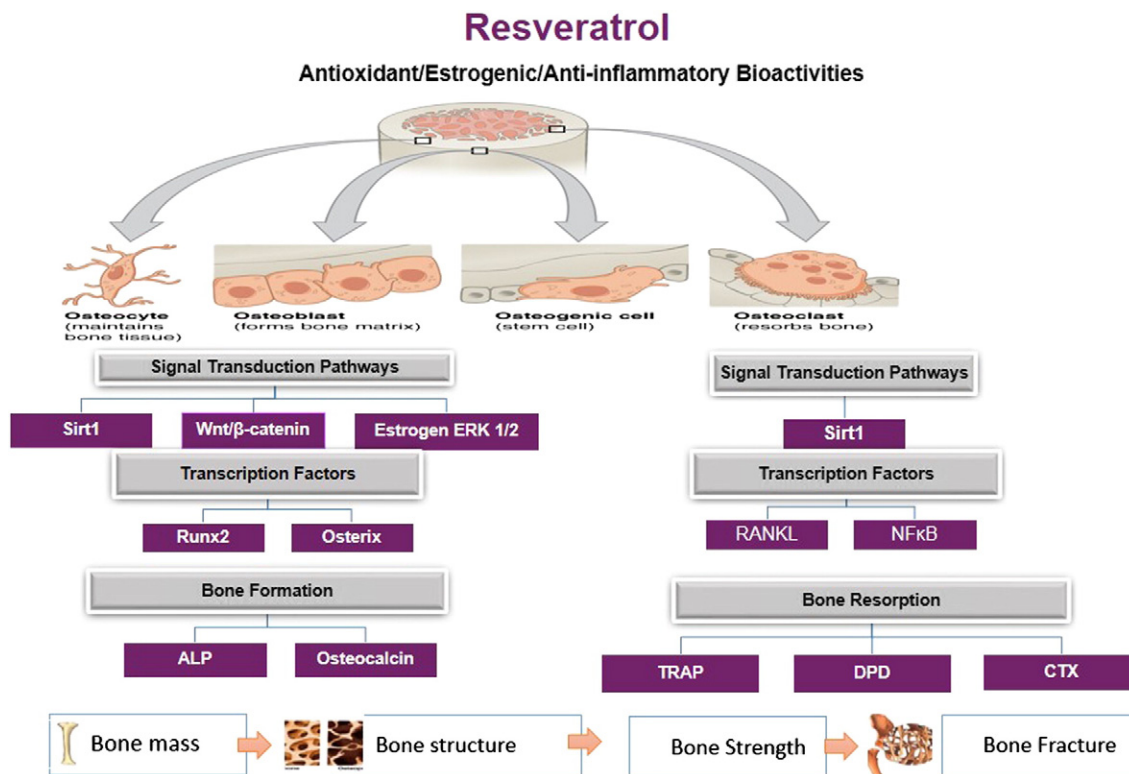 Resveratrol
Antioxidant/Estrogenic/Anti-inflammatory Bioactivities
Osteocyte
(maintains
bone tissue)
Osteoblast
(forms bone matrix)
Osteogenic cell
(stem cell)
Osteoclast
(resorbs bone)
Signal Transduction Pathways
Sirt1
Wnt/β-catenin
Estrogen ERK 1/2
Transcription Factors
Runx2
Osterix
Bone Formation
ALP
Osteocalcin
Signal Transduction Pathways
Sirt1
Transcription Factors
RANKL
NFκB
Bone Resorption
TRAP
DPD
CTX
Bone mass
Bone structure
Bone Strength
Bone Fracture